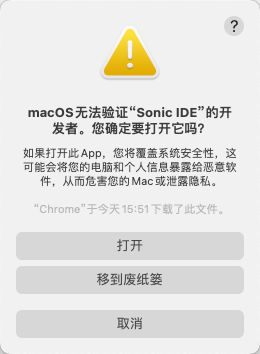 ?
macOS无法验证“Sonic IDE”的开
发者。您确定要打开它吗?
如果打开此 App，您将覆盖系统安全性，这
可能会将您的电脑和个人信息暴露给恶意软
件，从而危害您的 Mac 或泄露隐私。
“Chrome”于今天 15:51 下载了此文件。
打开
移到废纸篓
取消